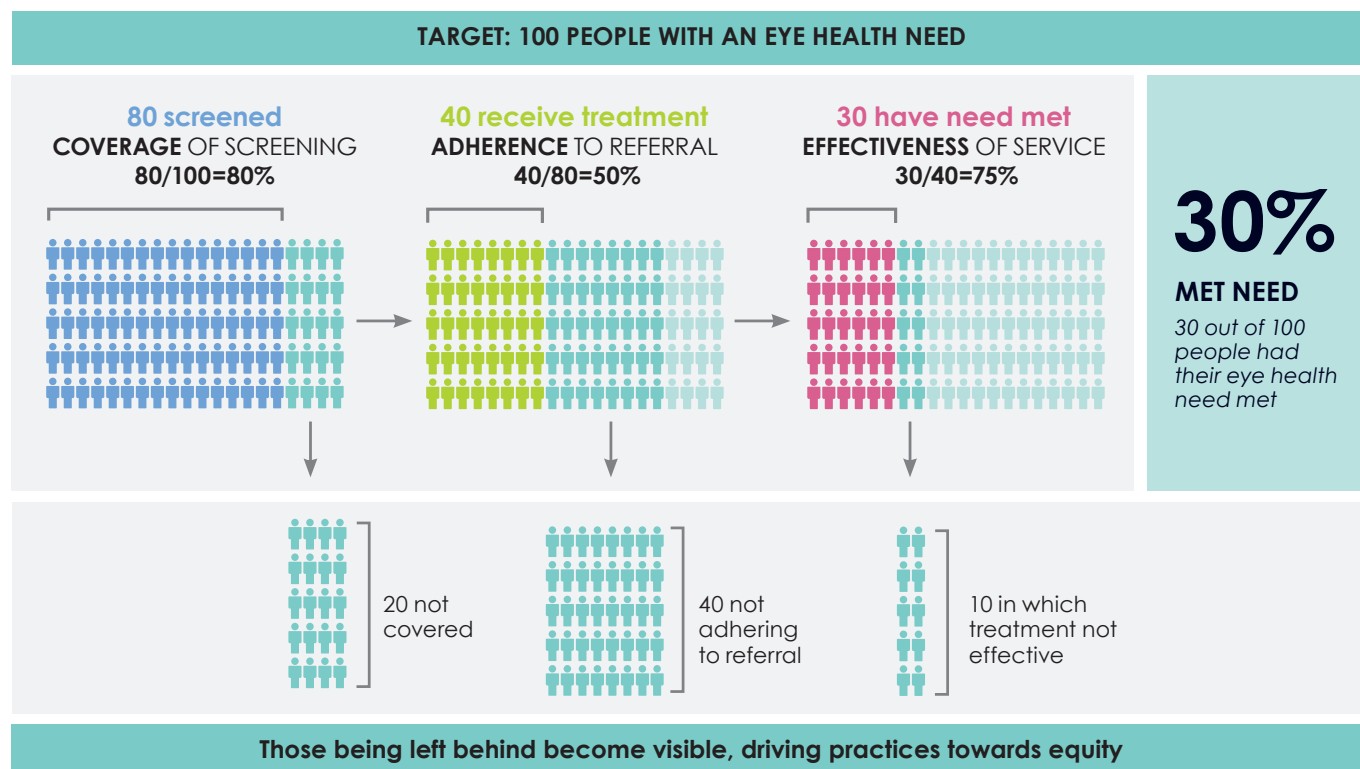 TARGET: 100 PEOPLE WITH AN EYE HEALTH NEED
80 screened
COVERAGE OF SCREENING
80/100=80%
40 receive treatment
ADHERENCE TO REFERRAL
40/80=50%
30 have need met
EFFECTIVENESS OF SERVICE
30/40=75%
30%
MET NEED
30 out of 100
people had
their eye health
need met
20 not
covered
40 not
adhering
to referral
10 in which
treatment not
effective
Those being left behind become visible, driving practices towards equity